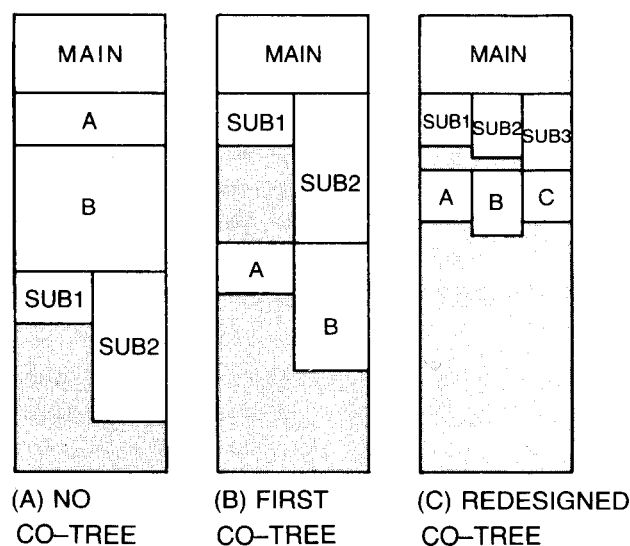 MAIN
A
B
SUB1
SUB2
(A) NO
CO–TREE
MAIN
SUB1
SUB2
A
B
(B) FIRST
CO–TREE
MAIN
SUB1
SUB2
SUB3
A
B
C
(C) REDESIGNED
CO–TREE